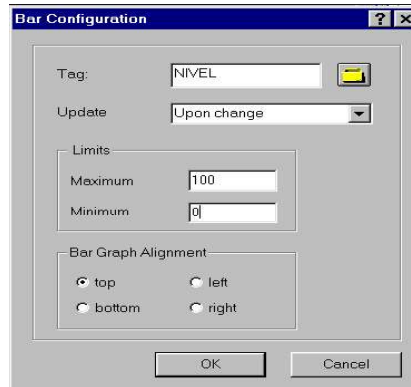 Bar Configuration
Tag: NIVEL
Update Upon change
Limits
Maximum 100
Minimum 0
Bar Graph Alignment
top left
bottom right
OK Cancel